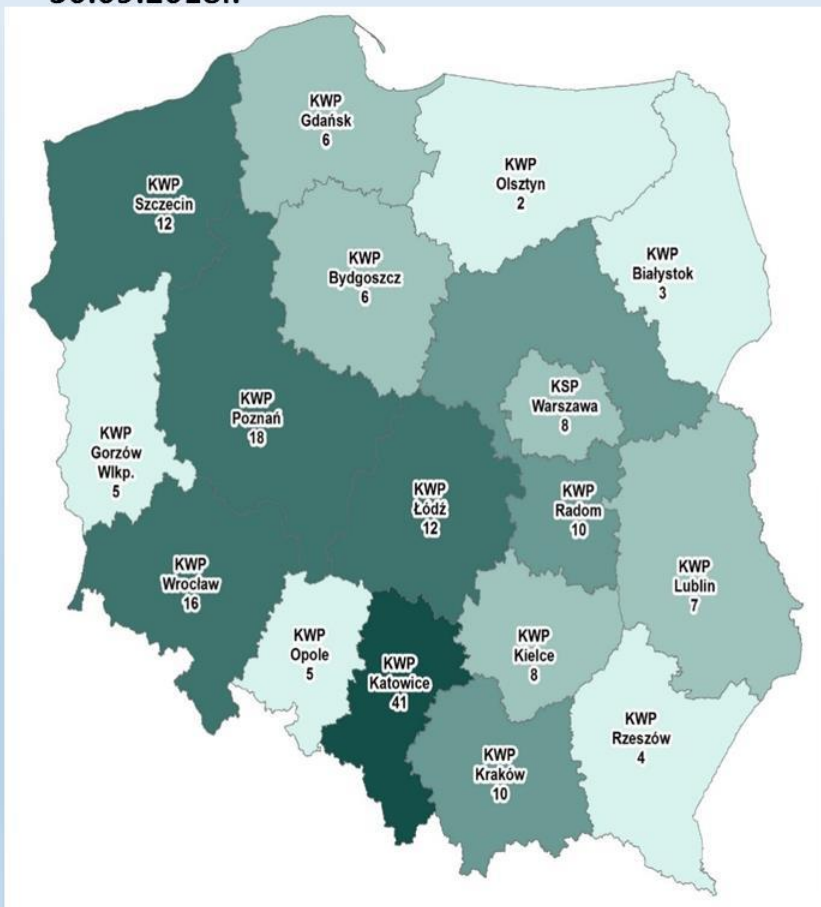 KWP
Gdańsk
6
KWP
Olsztyn
2
KWP
Szczecin
12
KWP
Białystok
3
KWP
Bydgoszcz
6
KSP
Warszawa
8
KWP
Poznań
18
KWP
Gorzów
Wlkp.
5
KWP
Łódź
12
KWP
Radom
10
KWP
Wrocław
16
KWP
Lublin
7
KWP
Opole
5
KWP
Kielce
8
KWP
Katowice
41
KWP
Rzeszów
4
KWP
Kraków
10